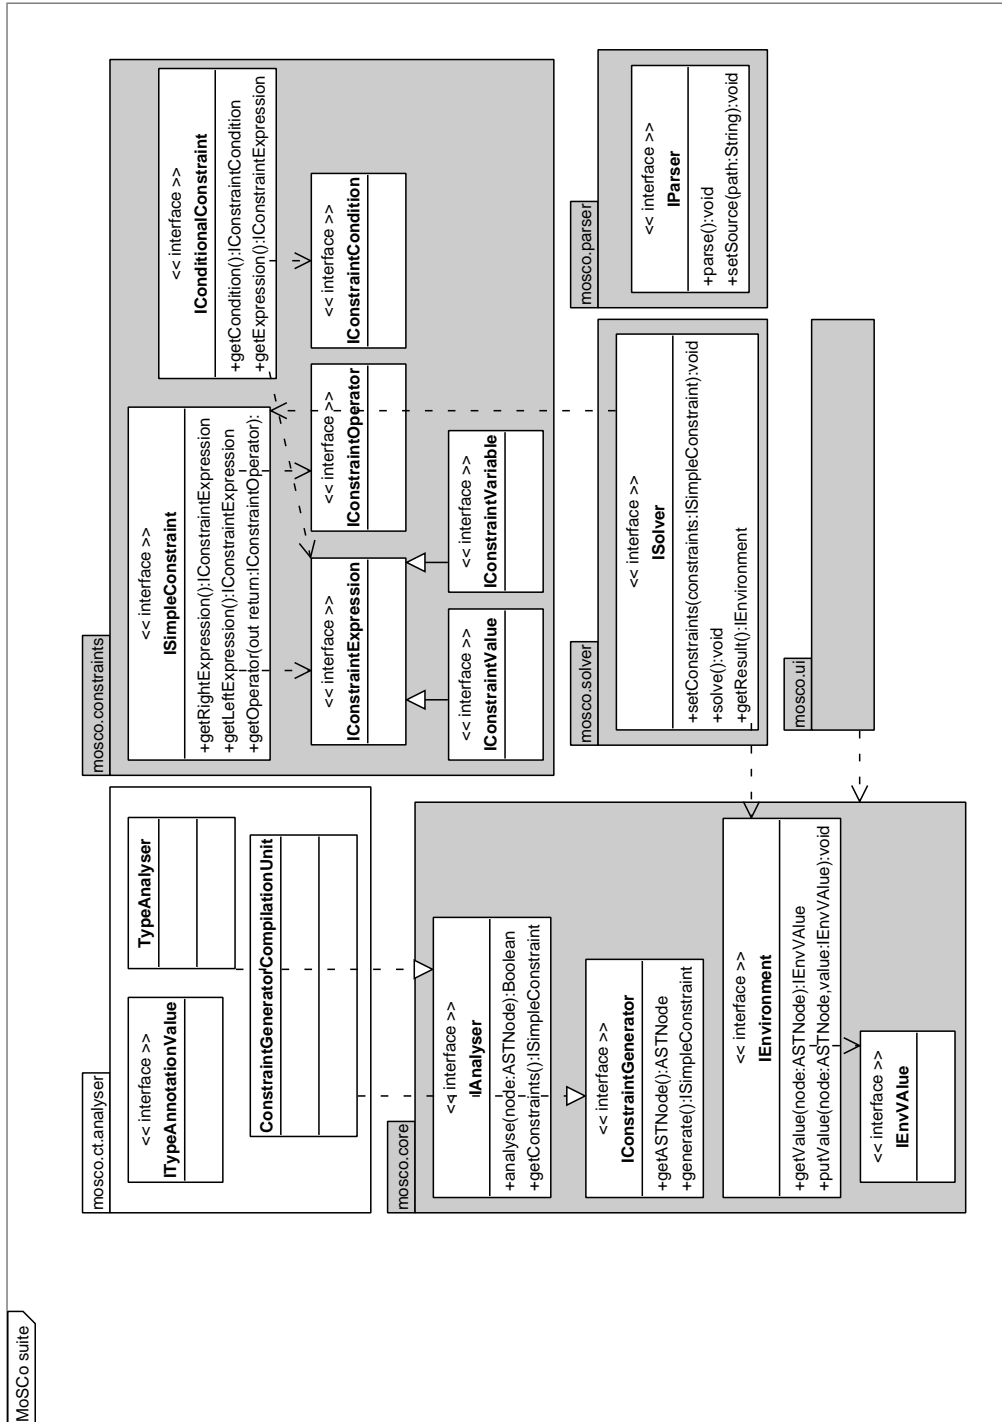 MoSCo suite
mosco.ct.analyser
<< interface >>
ITypeAnnotationValue
TypeAnalyser
ConstraintGeneratorCompilationUnit
mosco.constraints
<< interface >>
ISimpleConstraint
+getRightExpression():IConstraintExpression
+getLeftExpression():IConstraintExpression
+getOperator(out return:IConstraintOperator):
<< interface >>
IConditionalConstraint
+getCondition():IConstraintCondition
+getExpression():IConstraintExpression
<< interface >>
IConstraintExpression
<< interface >>
IConstraintOperator
<< interface >>
IConstraintCondition
<< interface >>
IConstraintValue
<< interface >>
IConstraintVariable
mosco.core
<< interface >>
IAnalyser
+analyse(node:ASTNode):Boolean
+getConstraints():ISimpleConstraint
<< interface >>
IConstraintGenerator
+getASTNode():ASTNode
+generate():ISimpleConstraint
<< interface >>
IEnvironment
+getValue(node:ASTNode):IEnvVAlue
+putValue(node:ASTNode,value:IEnvVAlue):void
<< interface >>
IEnvVAlue
mosco.solver
<< interface >>
ISolver
+setConstraints(constraints:ISimpleConstraint):void
+solve():void
+getResult():IEnvironment
mosco.parser
<< interface >>
IParser
+parse():void
+setSource(path:String):void
mosco.ui